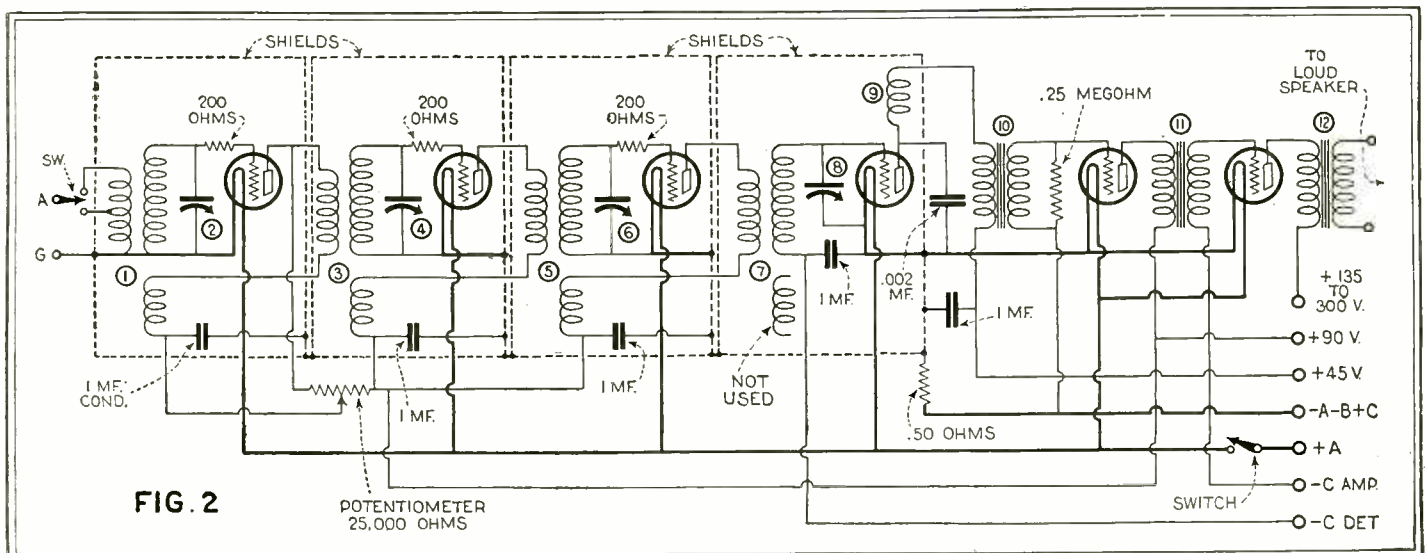 SHIELDS
SHIELDS
TO
LOUD
SPEAKER
200
OHMS
200
OHMS
200
OHMS
.25 MEGOHM
SW.
A
G
1
2
3
4
5
6
7
8
9
10
11
12
1 MF.
COND.
1 MF.
1 MF.
1 MF.
.002
MF.
1 MF.
NOT
USED
.50 OHMS
POTENTIOMETER
25,000 OHMS
SWITCH
+ 135
TO
300 V.
+90 V.
+45 V.
-A-B+C
+A
-C AMP.
-C DET
FIG. 2